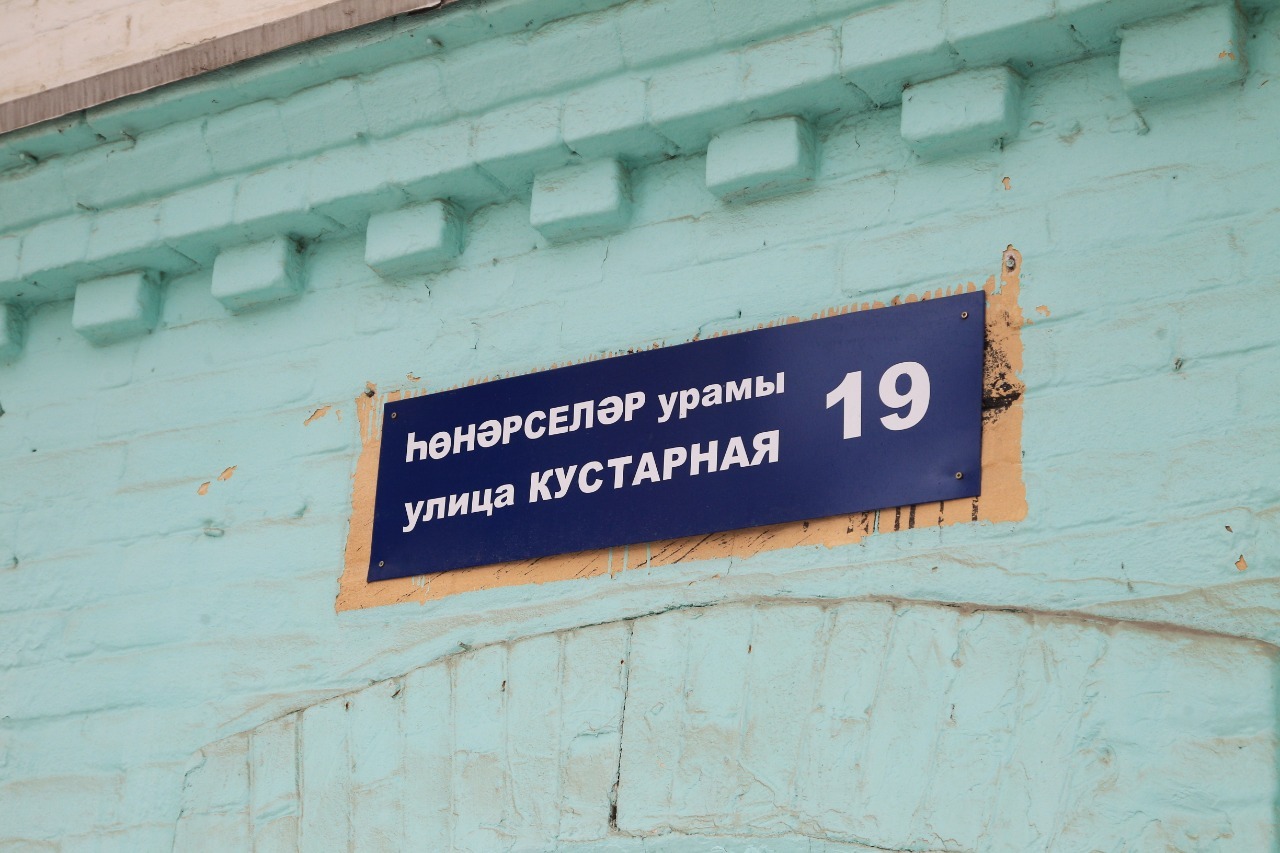 ҺӨНӘРСЕЛӘР урамы
улица КУСТАРНАЯ
19